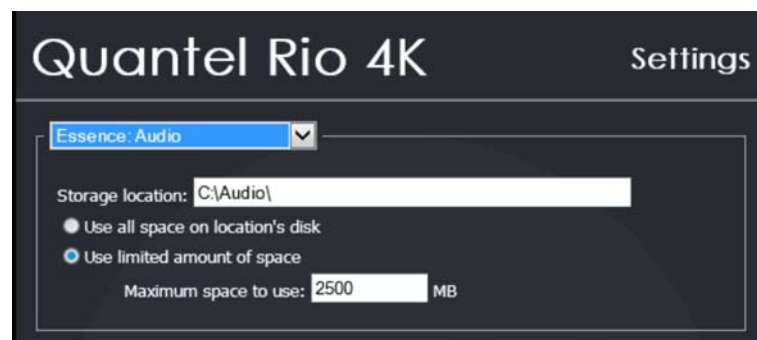 Quantel Rio 4K
Settings
Essence: Audio
Storage location: C:\Audio\
Use all space on location's disk
Use limited amount of space
Maximum space to use: 2500 MB